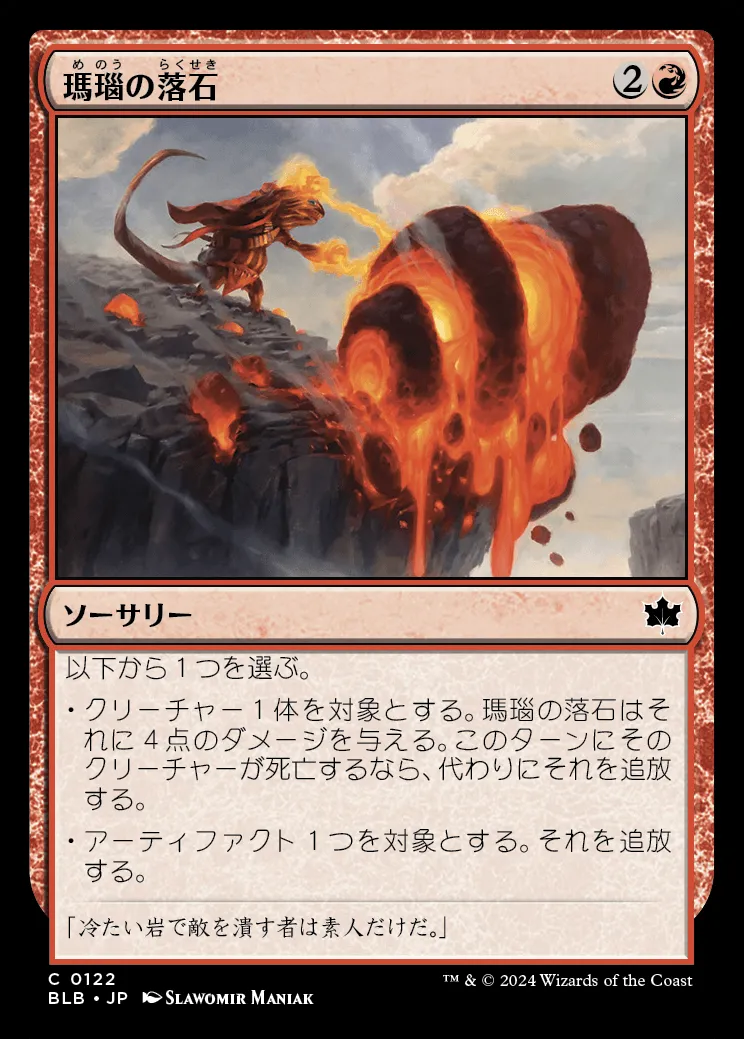 めのう らくせき
瑪瑙の落石
2
ソーサリー
以下から１つを選ぶ。
・クリーチャー１体を対象とする。瑪瑙の落石はそ
れに４点のダメージを与える。このターンにその
クリーチャーが死亡するなら、代わりにそれを追放
する。
・アーティファクト１つを対象とする。それを追放
する。
「冷たい岩で敵を潰す者は素人だけだ。」
C 0122
BLB • JP SLAWOMIR MANIAK
™ & © 2024 Wizards of the Coast